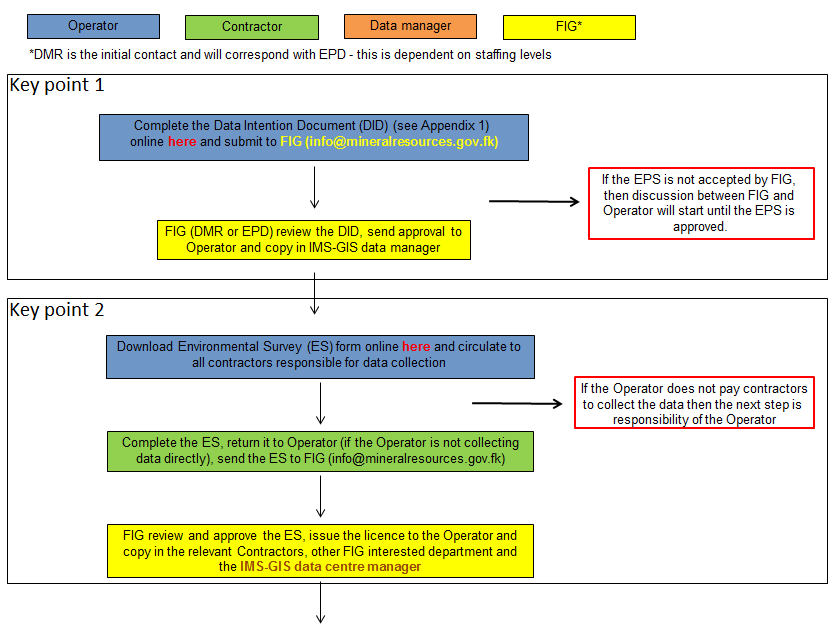 Operator
Contractor
Data manager
FIG*
*DMR is the initial contact and will correspond with EPD - this is dependent on staffing levels
Key point 1
Complete the Data Intention Document (DID) (see Appendix 1)
online here and submit to FIG (info@mineralresources.gov.fk)
If the EPS is not accepted by FIG,
then discussion between FIG and
Operator will start until the EPS is
approved.
FIG (DMR or EPD) review the DID, send approval to
Operator and copy in IMS-GIS data manager
Key point 2
Download Environmental Survey (ES) form online here and circulate to
all contractors responsible for data collection
If the Operator does not pay contractors
to collect the data then the next step is
responsibility of the Operator
Complete the ES, return it to Operator (if the Operator is not collecting
data directly), send the ES to FIG (info@mineralresources.gov.fk)
FIG review and approve the ES, issue the licence to the Operator and
copy in the relevant Contractors, other FIG interested department and
the IMS-GIS data centre manager